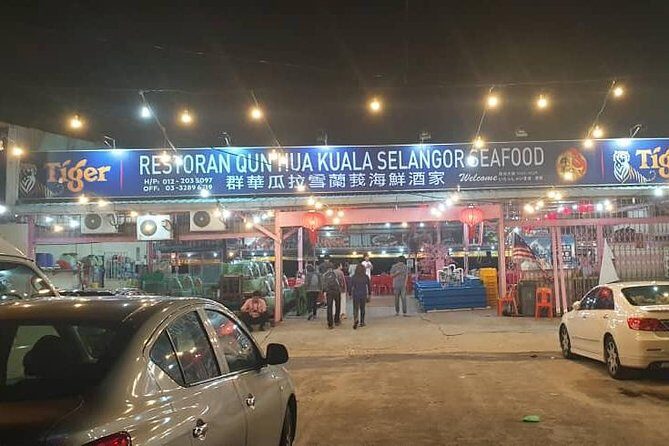 Tiger
RESTORAN QUN HUA KUALA SELANGOR SEAFOOD
H/P: 012 - 203 5097
OFF: 03-3289 6719
群華瓜拉雪蘭莪海鮮酒家
Welcome
Tiger